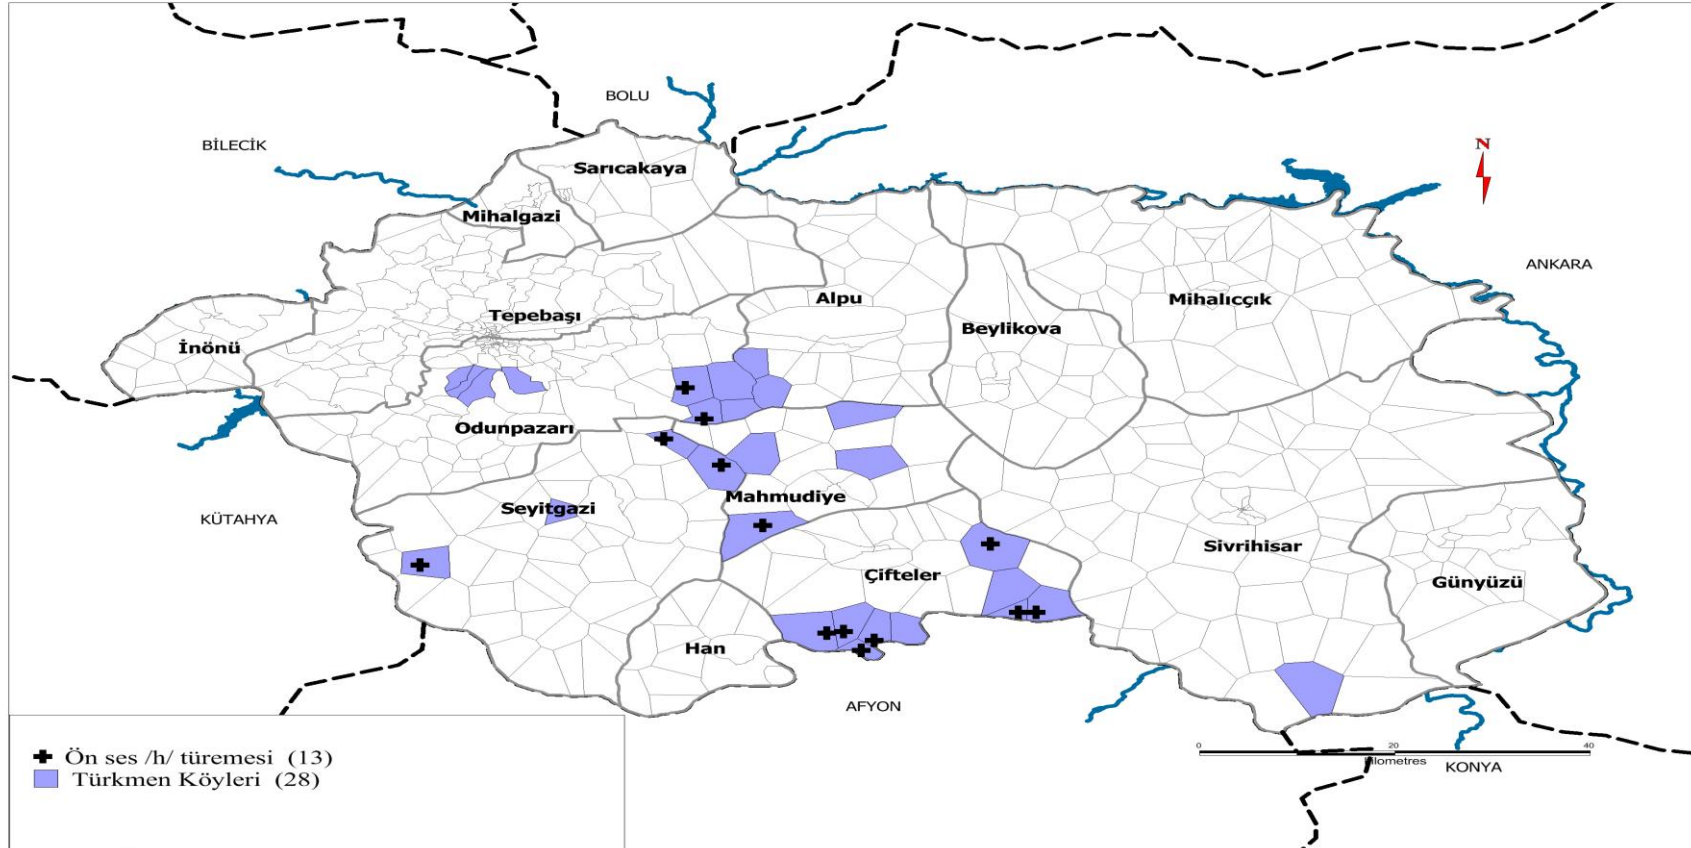 BOLU
BİLECİK
N
Sarıcakaya
Mihalgazi
ANKARA
Alpu
Mihalıççık
Tepebaşı
Beylikova
İnönü
Odunpazarı
Mahmudiye
Seyitgazi
KÜTAHYA
Sivrihisar
Çifteler
Günyüzü
Han
AFYON
0 20 40
Kilometres
KONYA
Ön ses /h/ türemesi (13)
Türkmen Köyleri (28)